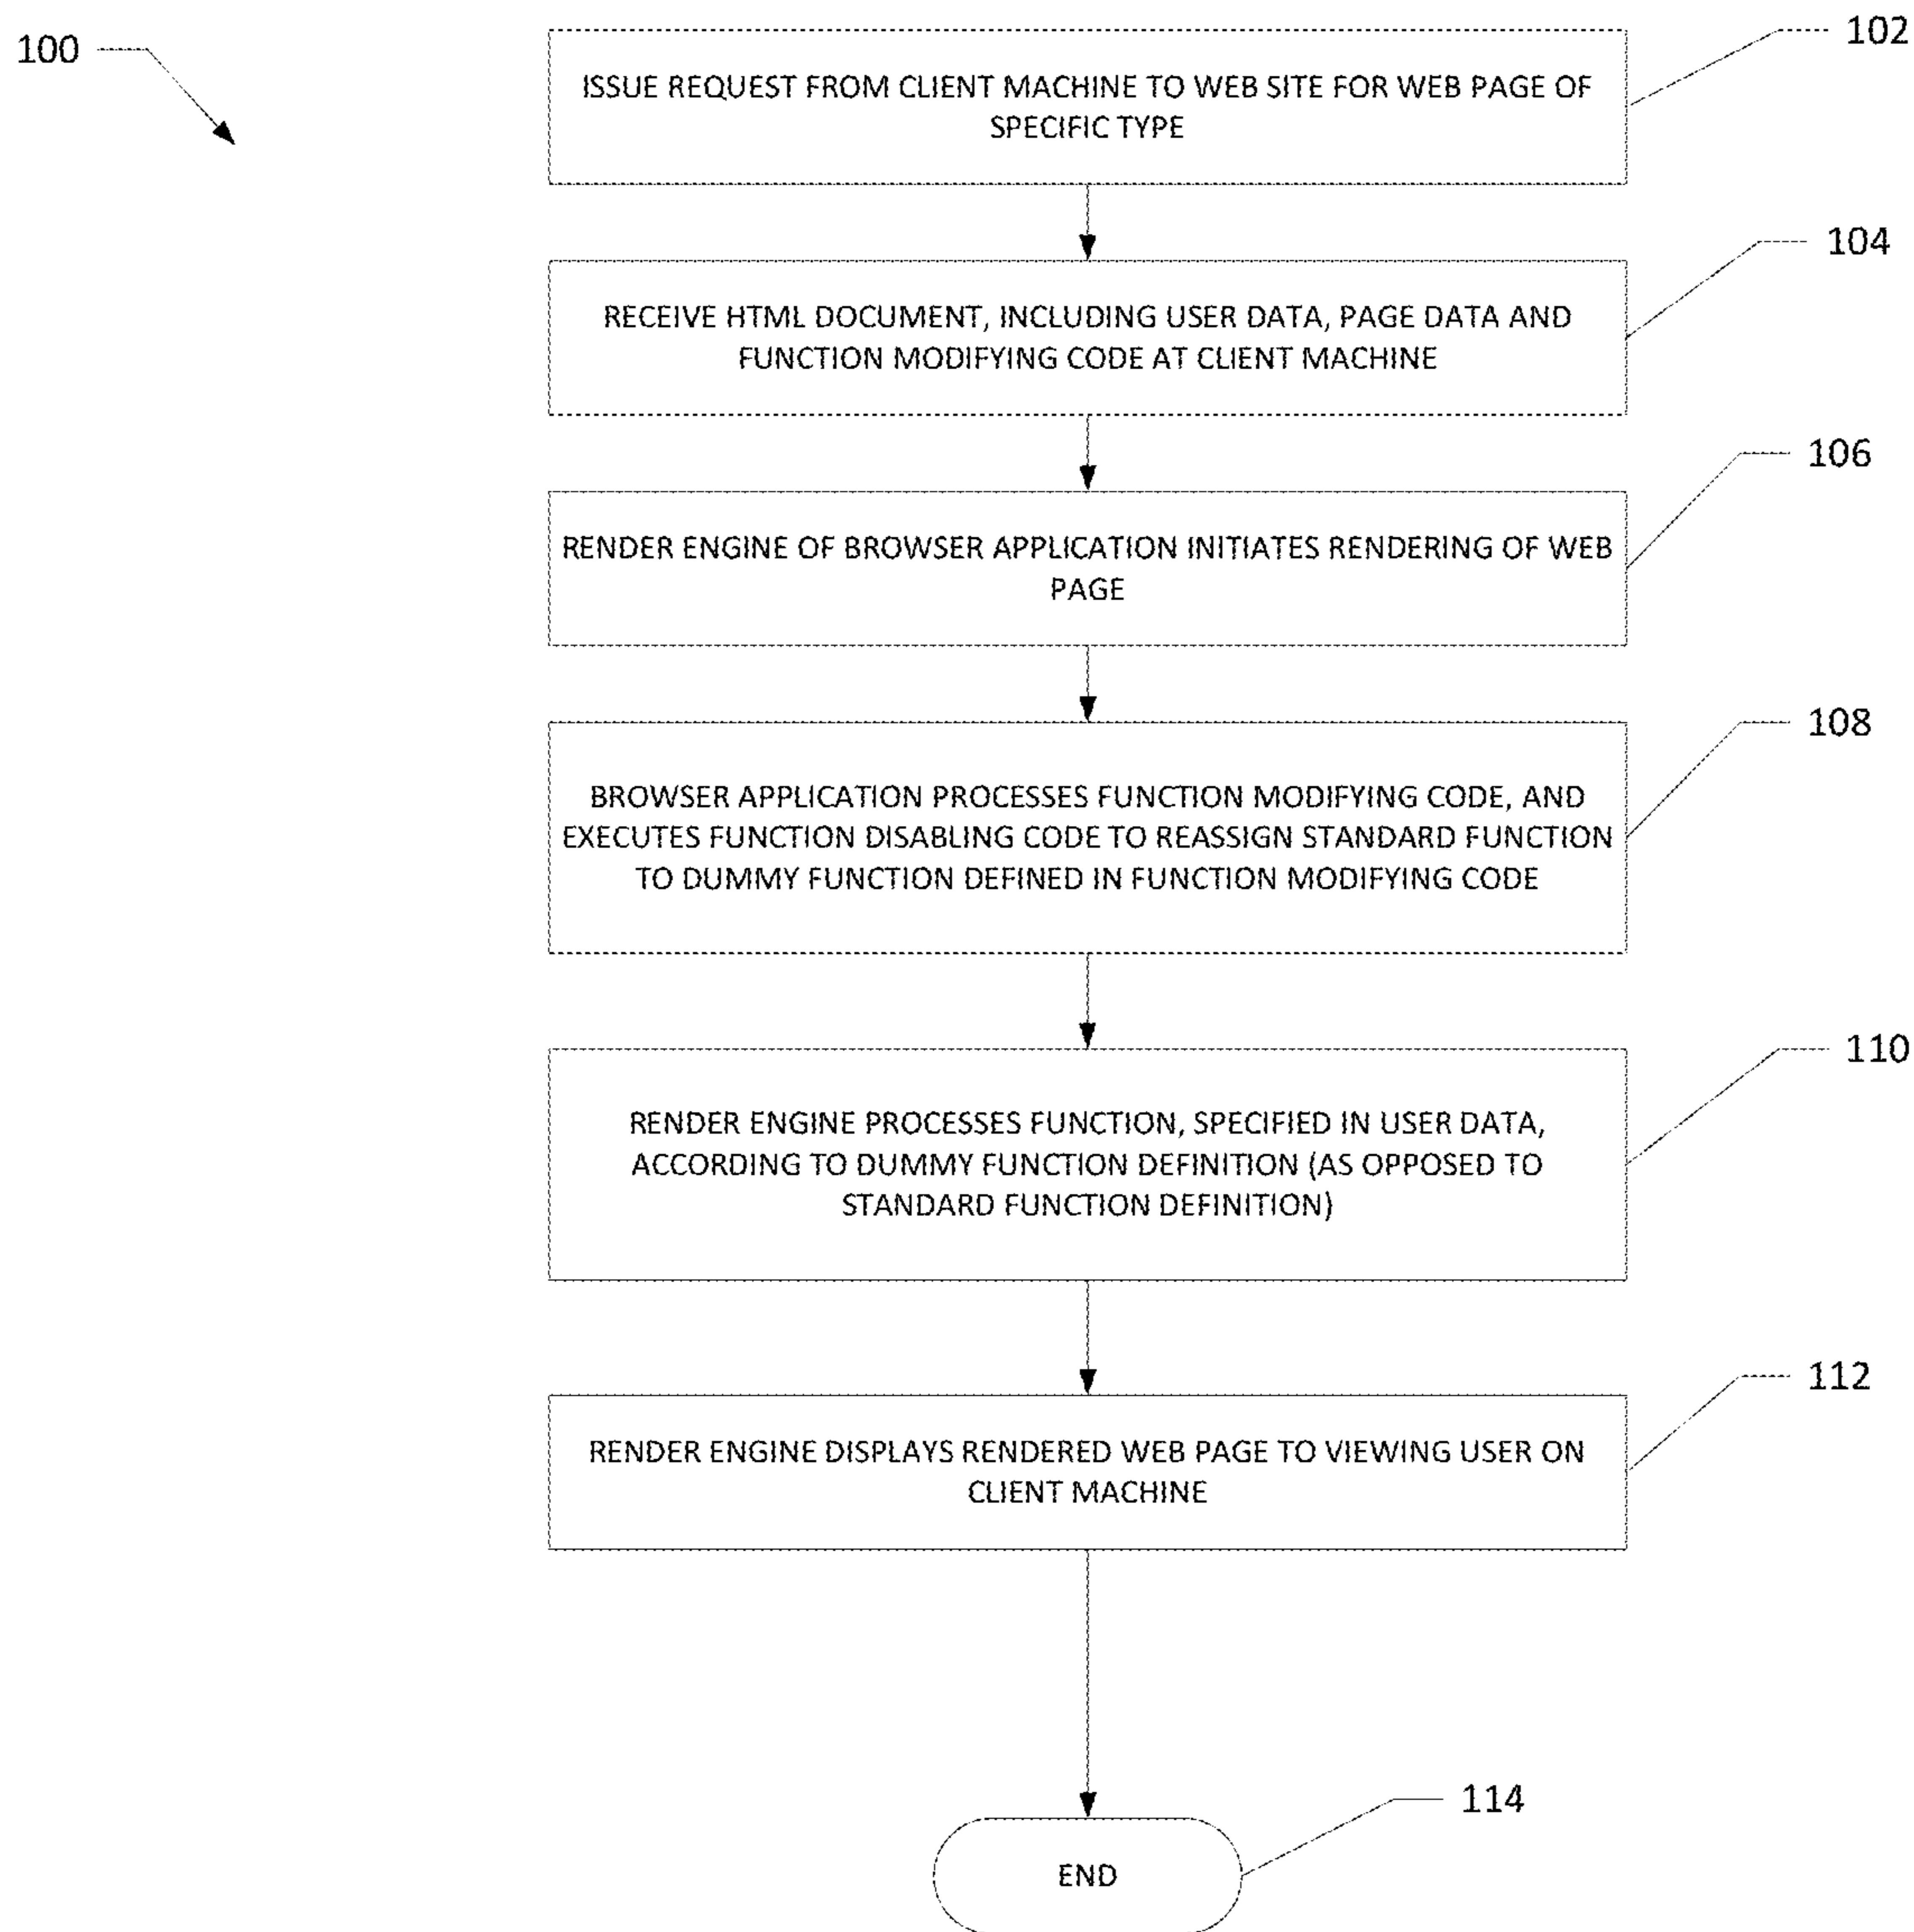 100
102
ISSUE REQUEST FROM CLIENT MACHINE TO WEB SITE FOR WEB PAGE OF
SPECIFIC TYPE
104
RECEIVE HTML DOCUMENT, INCLUDING USER DATA, PAGE DATA AND
FUNCTION MODIFYING CODE AT CLIENT MACHINE
106
RENDER ENGINE OF BROWSER APPLICATION INITIATES RENDERING OF WEB
PAGE
108
BROWSER APPLICATION PROCESSES FUNCTION MODIFYING CODE, AND
EXECUTES FUNCTION DISABLING CODE TO REASSIGN STANDARD FUNCTION
TO DUMMY FUNCTION DEFINED IN FUNCTION MODIFYING CODE
110
RENDER ENGINE PROCESSES FUNCTION, SPECIFIED IN USER DATA,
ACCORDING TO DUMMY FUNCTION DEFINITION (AS OPPOSED TO
STANDARD FUNCTION DEFINITION)
112
RENDER ENGINE DISPLAYS RENDERED WEB PAGE TO VIEWING USER ON
CLIENT MACHINE
114
END